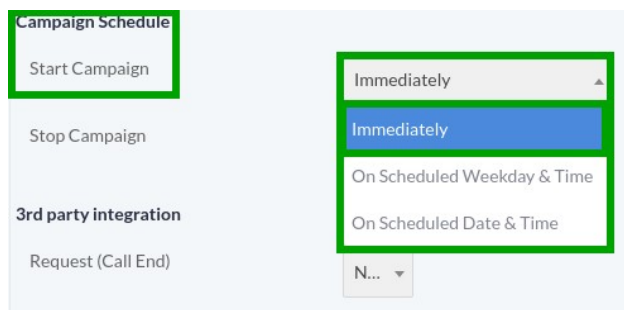 Campaign Schedule
Start Campaign
Immediately
Immediately
Stop Campaign
On Scheduled Weekday & Time
On Scheduled Date & Time
3rd party integration
Request (Call End)
N...